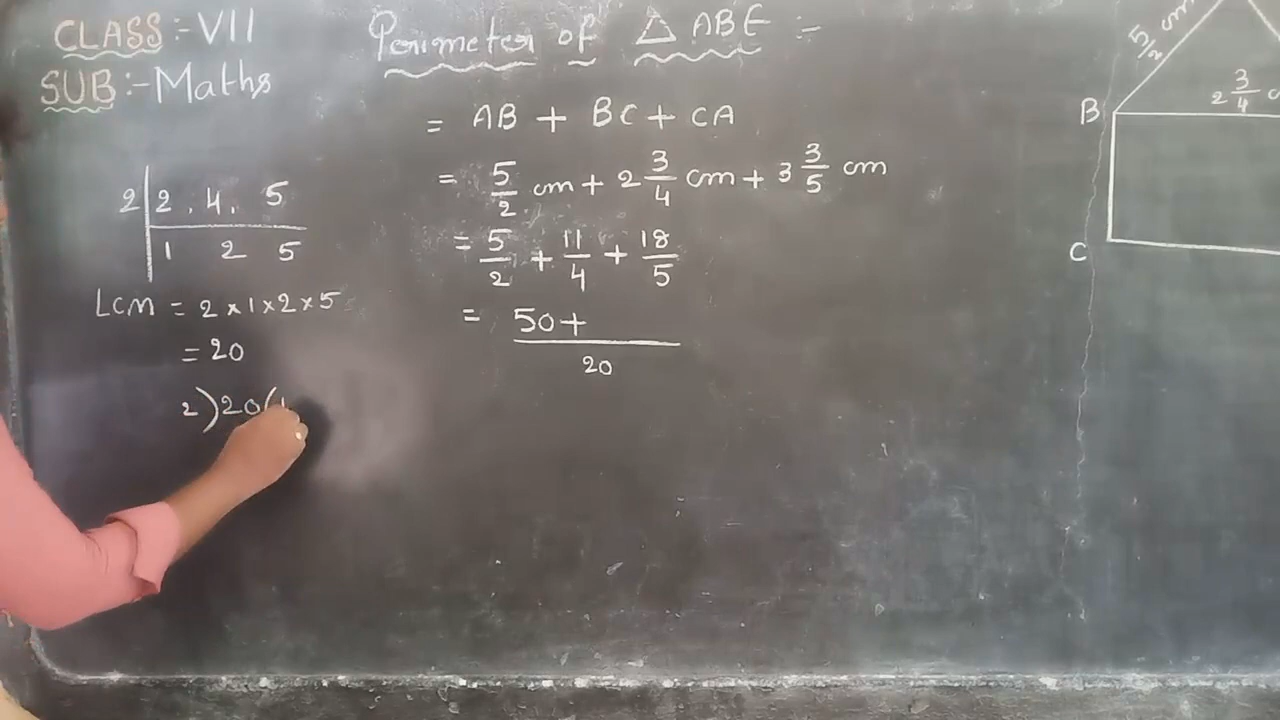 CLASS :- VII
SUB :- Maths
Perimeter of △ ABE :-
= AB + BC + CA
= 5/2 cm + 2 3/4 cm + 3 3/5 cm
= 5/2 + 11/4 + 18/5
= 50+ / 20
2 | 2, 4, 5
1 2 5
LCM = 2 × 1 × 2 × 5
= 20
2 ) 20 ( 1
5/2 cm
2 3/4 c
B
C